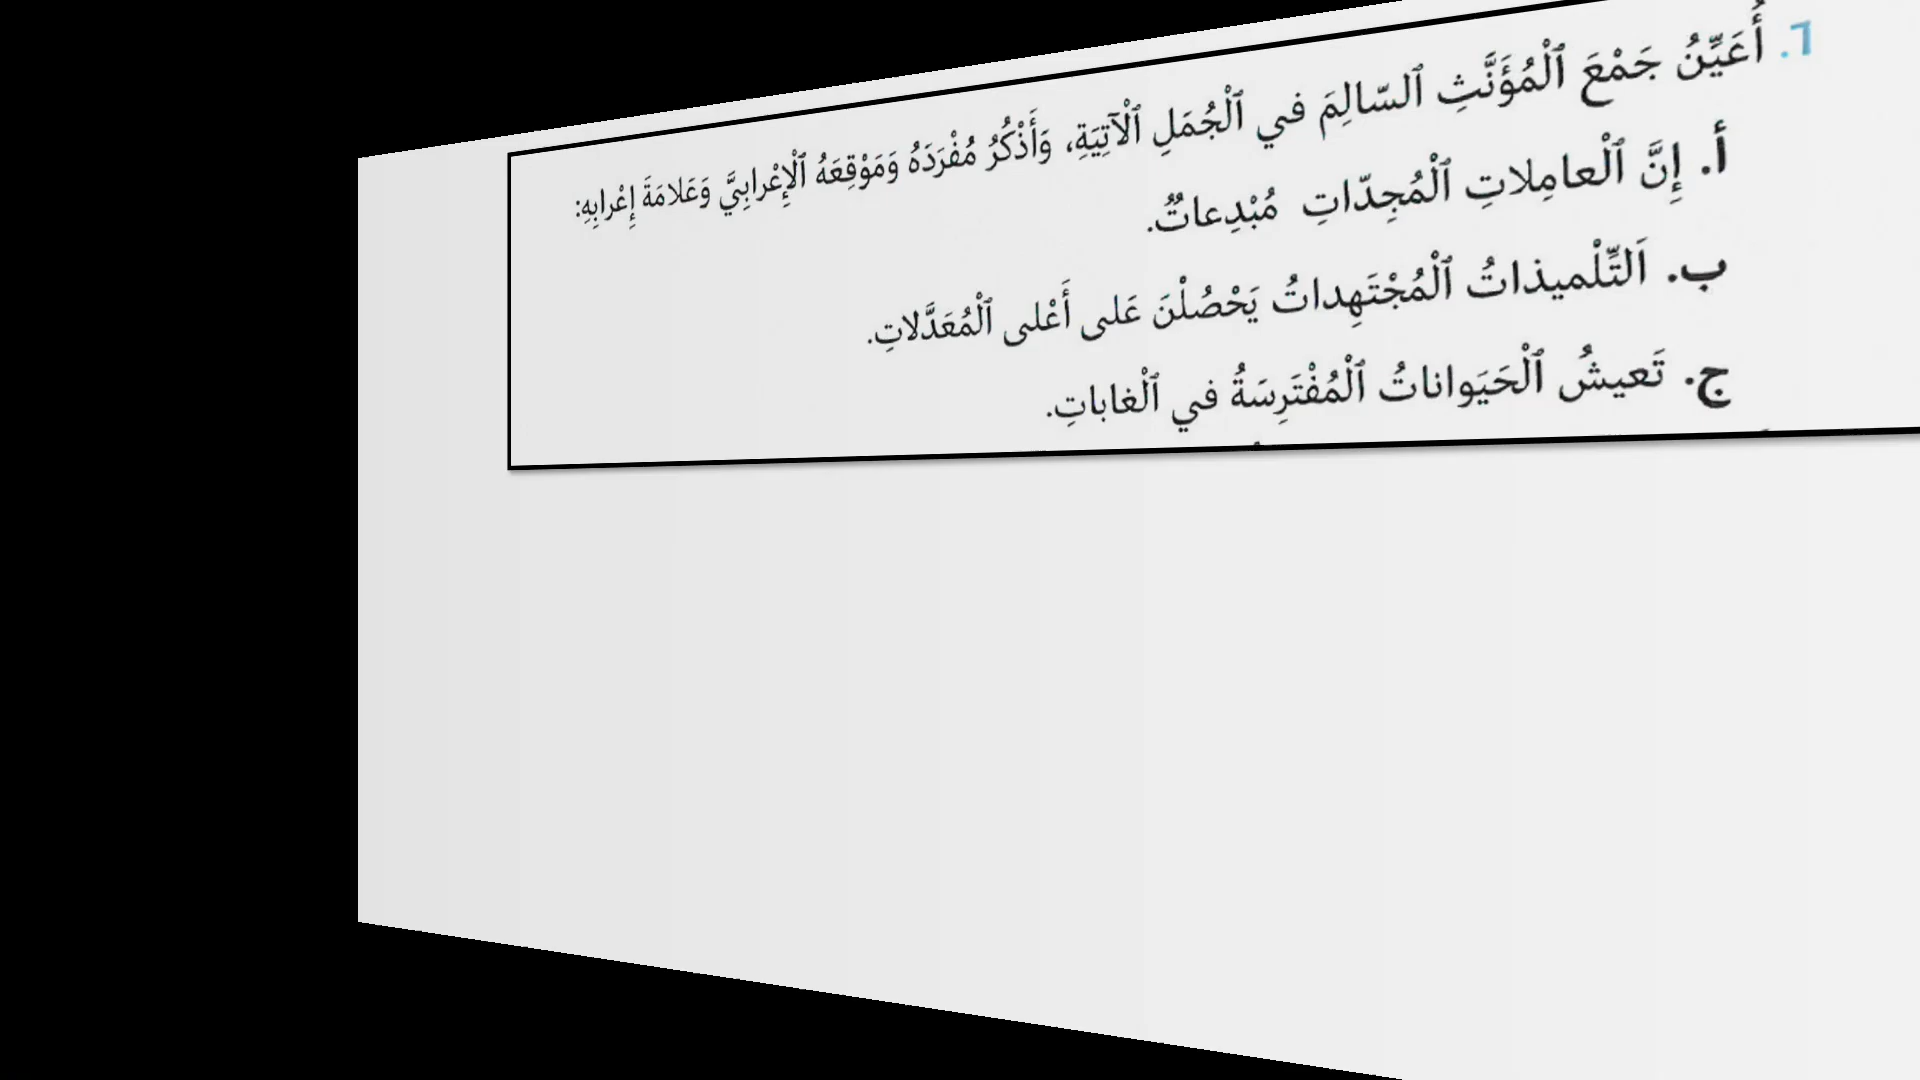 ٦. أُعَيِّنُ جَمْعَ ٱلْمُؤَنَّثِ ٱلسّالِمَ في ٱلْجُمَلِ ٱلْآتِيَةِ، وَأَذْكُرُ مُفْرَدَهُ وَمَوْقِعَهُ ٱلْإِعْرابِيَّ وَعَلامَةَ إِعْرابِهِ:
أ. إِنَّ ٱلْعامِلاتِ ٱلْمُجِدّاتِ مُبْدِعاتٌ.
ب. اَلتِّلْميذاتُ ٱلْمُجْتَهِداتُ يَحْصُلْنَ عَلى أَعْلى ٱلْمُعَدَّلاتِ.
ج. تَعيشُ ٱلْحَيَواناتُ ٱلْمُفْتَرِسَةُ في ٱلْغاباتِ.